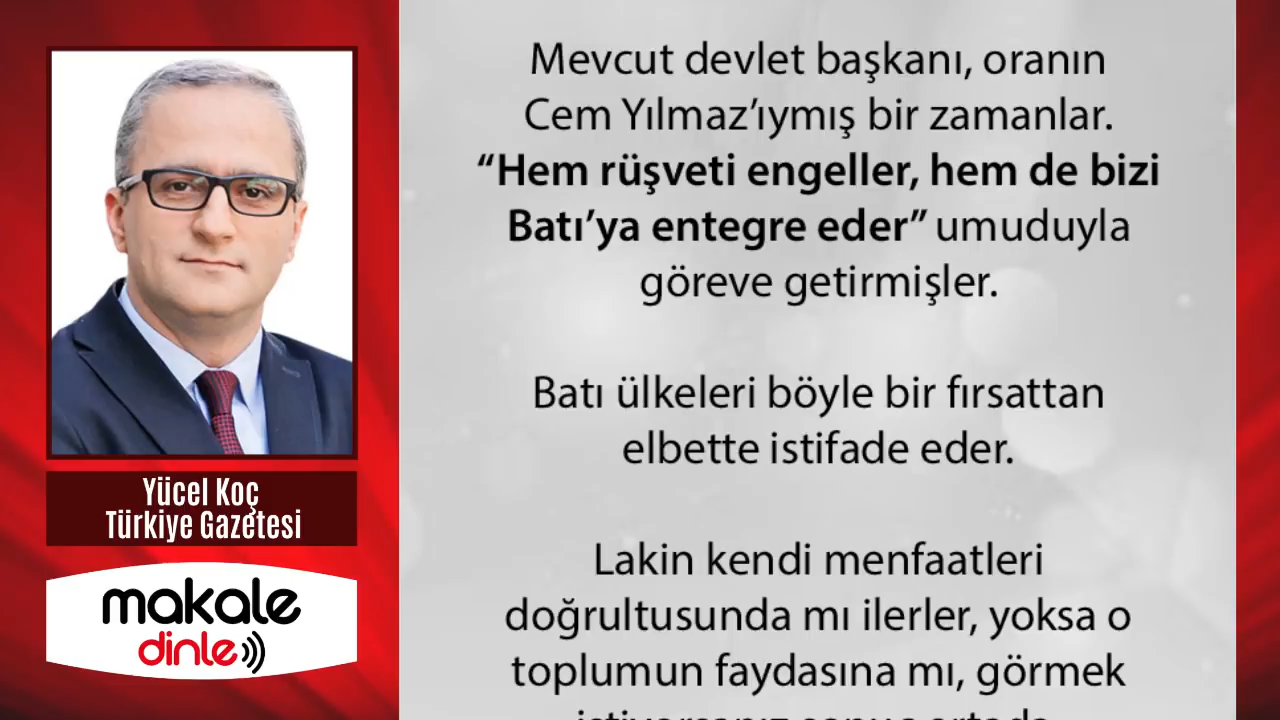 Mevcut devlet başkanı, oranın
Cem Yılmaz’ıymış bir zamanlar.
“Hem rüşveti engeller, hem de bizi
Batı’ya entegre eder” umuduyla
göreve getirmişler.
Batı ülkeleri böyle bir fırsattan
elbette istifade eder.
Lakin kendi menfaatleri
doğrultusunda mı ilerler, yoksa o
toplumun faydasına mı, görmek
Yücel Koç
Türkiye Gazetesi
makale
dinle